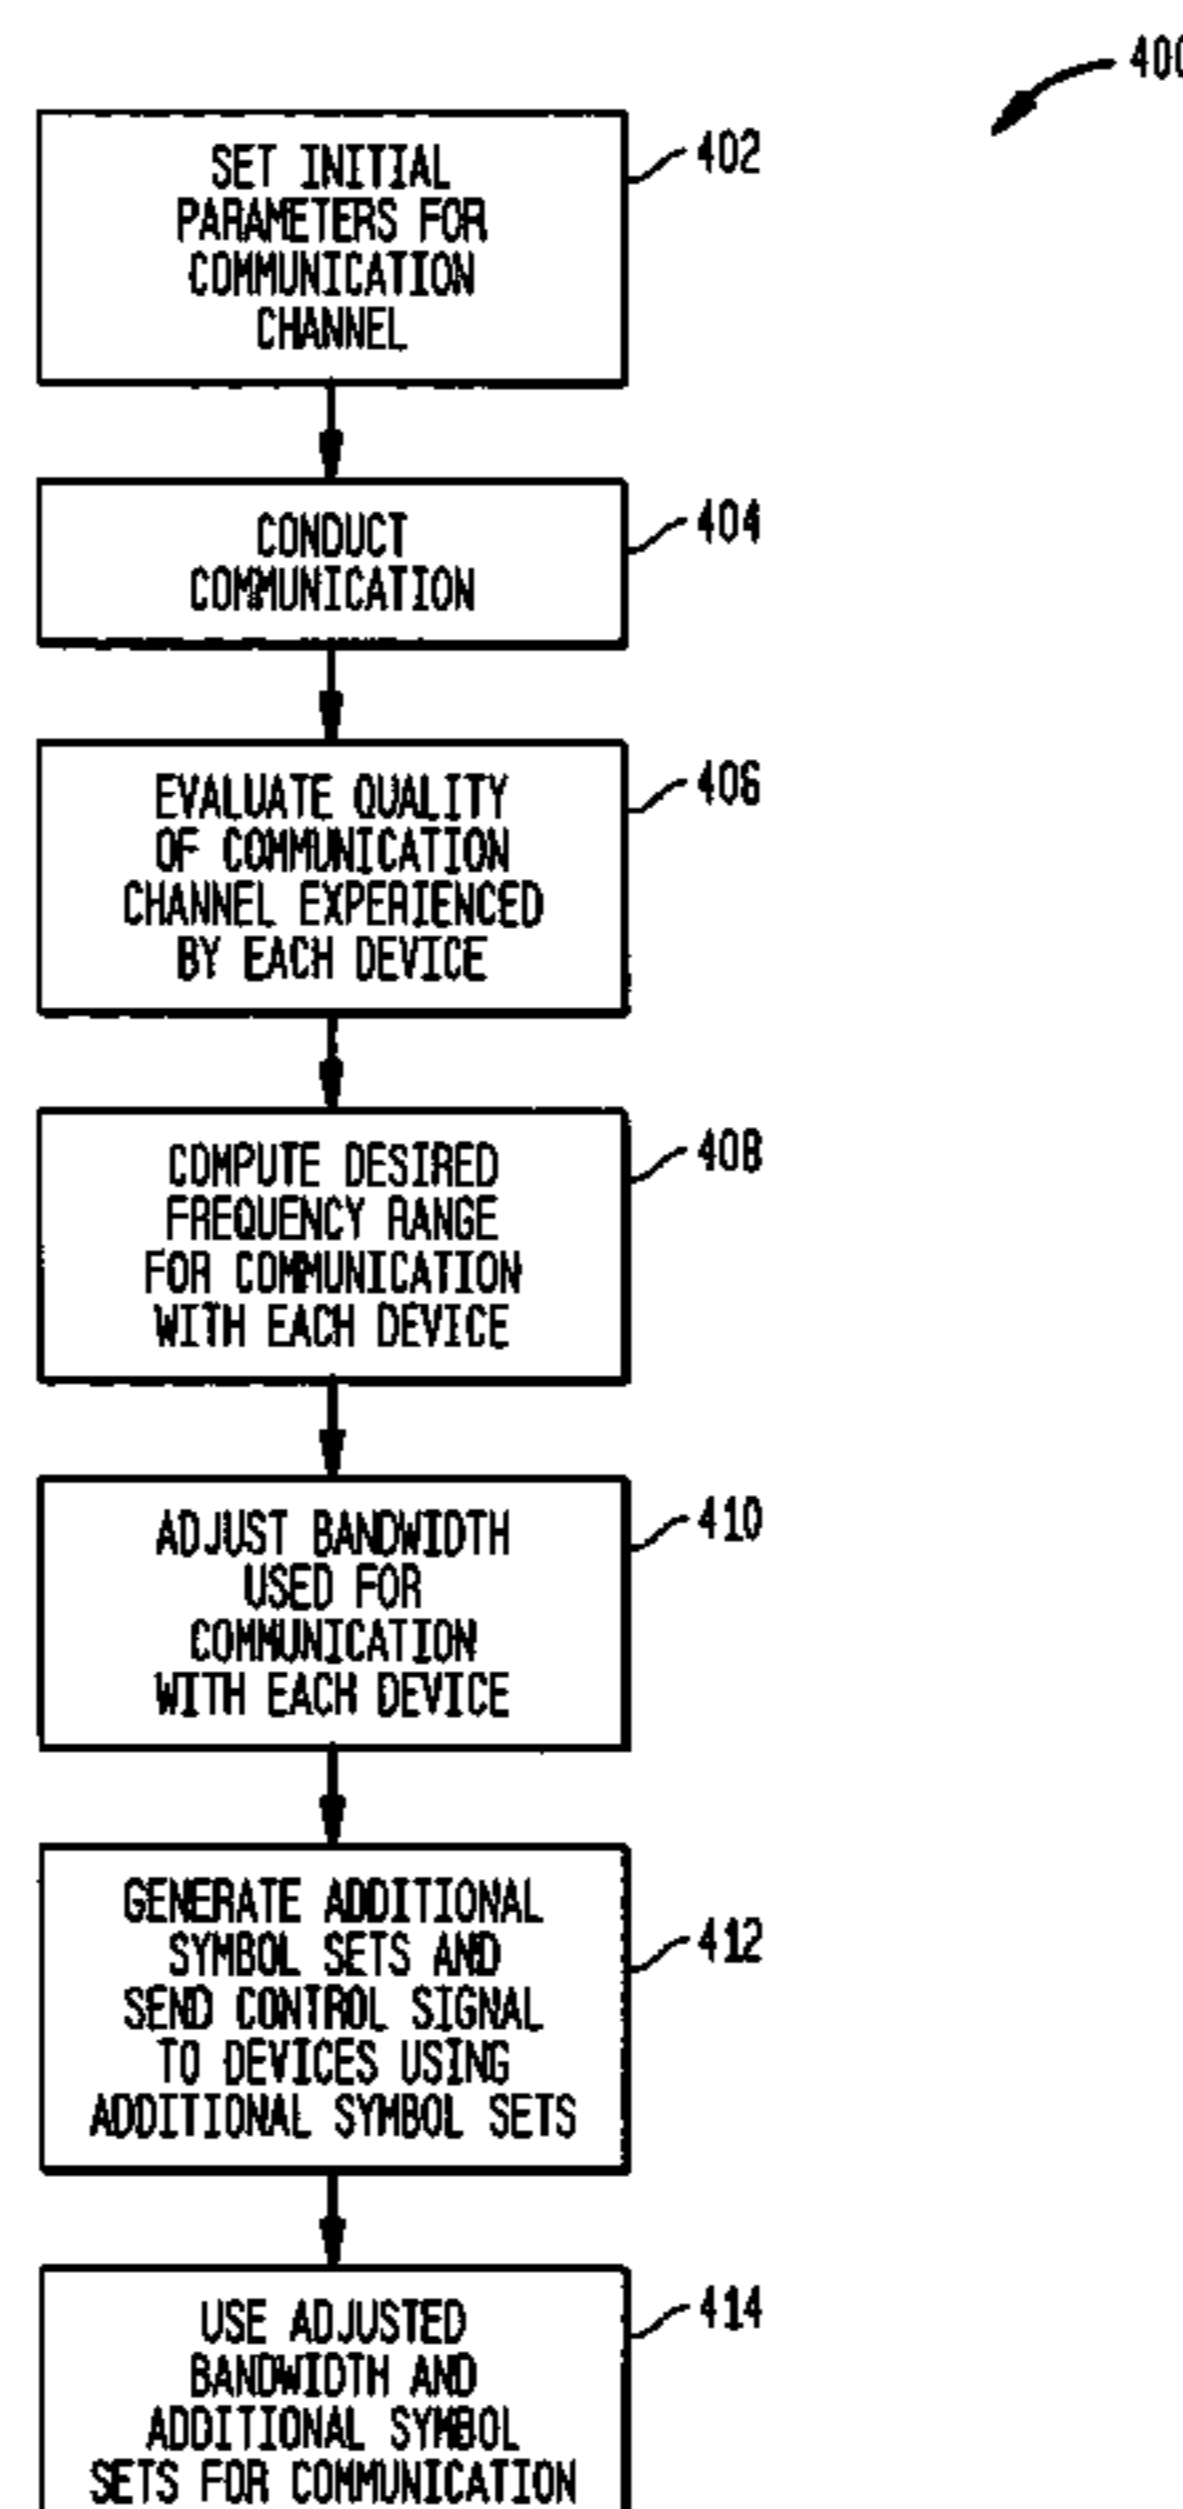 400
SET INITIAL
PARAMETERS FOR
COMMUNICATION
CHANNEL
402
CONDUCT
COMMUNICATION
404
EVALUATE QUALITY
OF COMMUNICATION
CHANNEL EXPERIENCED
BY EACH DEVICE
406
COMPUTE DESIRED
FREQUENCY RANGE
FOR COMMUNICATION
WITH EACH DEVICE
408
ADJUST BANDWIDTH
USED FOR
COMMUNICATION
WITH EACH DEVICE
410
GENERATE ADDITIONAL
SYMBOL SETS AND
SEND CONTROL SIGNAL
TO DEVICES USING
ADDITIONAL SYMBOL SETS
412
USE ADJUSTED
BANDWIDTH AND
ADDITIONAL SYMBOL
SETS FOR COMMUNICATION
414